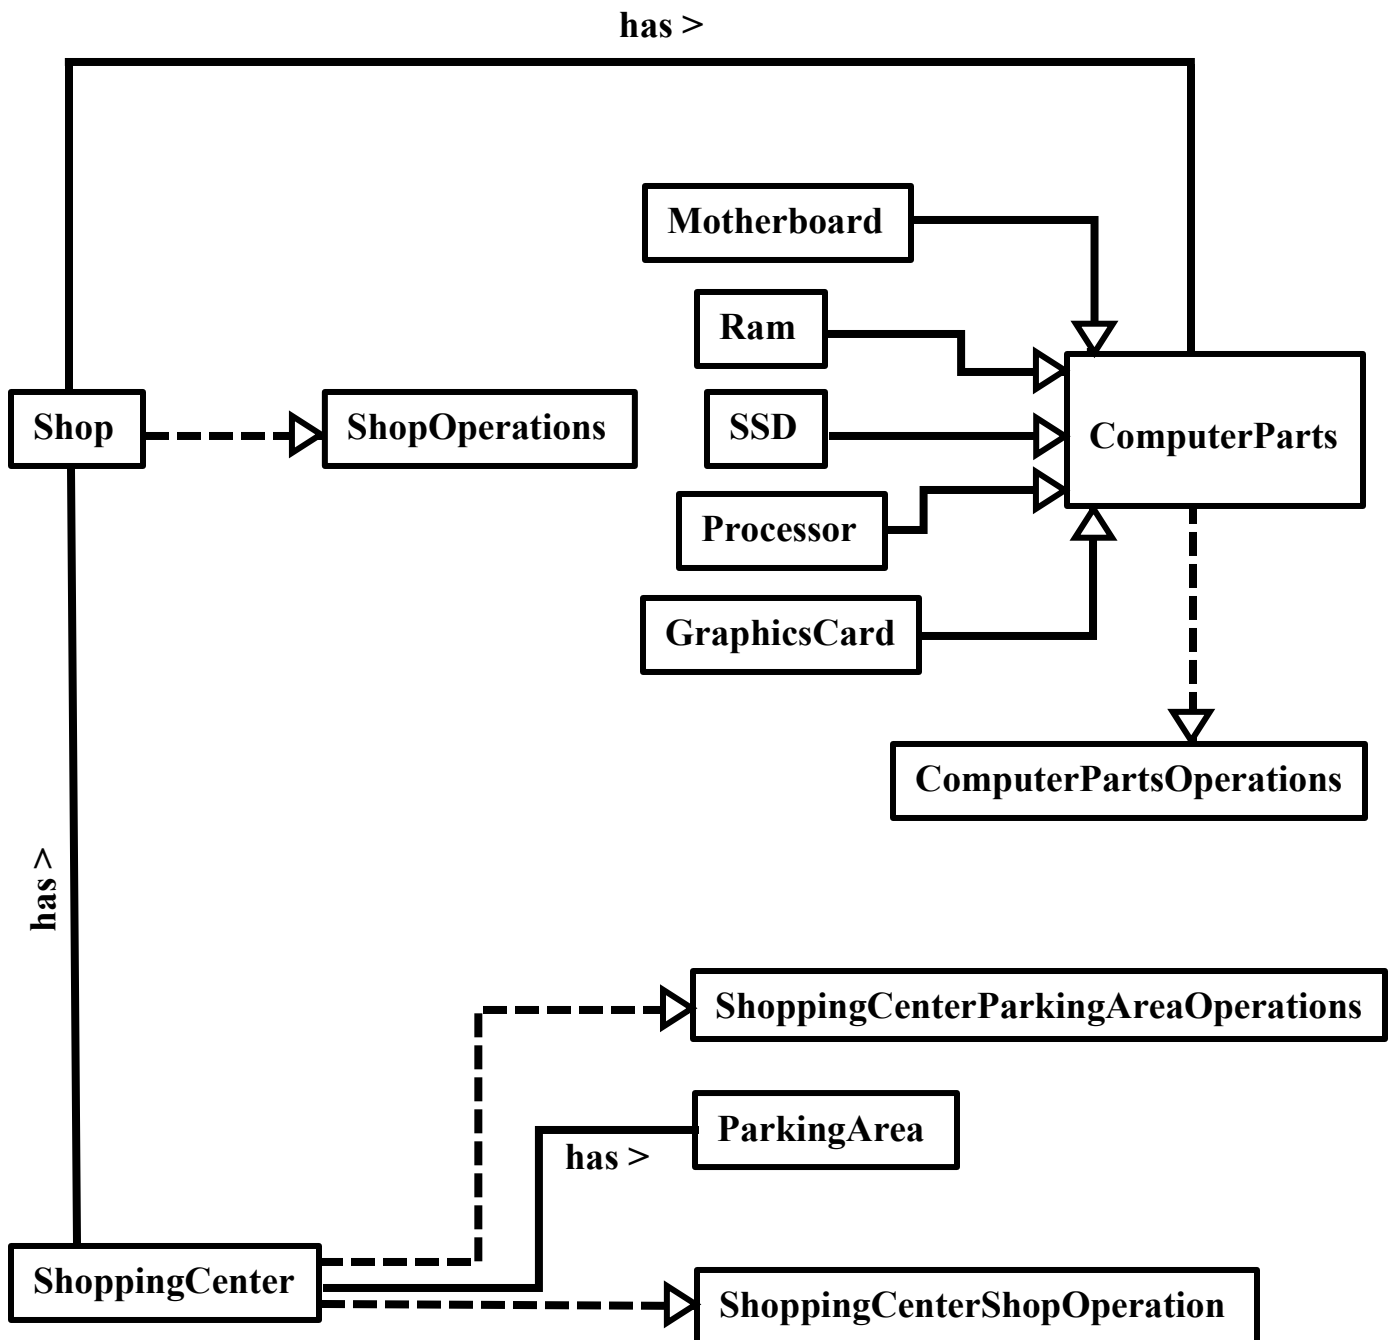 has >
Motherboard
Ram
Shop
ShopOperations
SSD
ComputerParts
Processor
GraphicsCard
ComputerPartsOperations
has >
ShoppingCenterParkingAreaOperations
ParkingArea
has >
ShoppingCenter
ShoppingCenterShopOperation